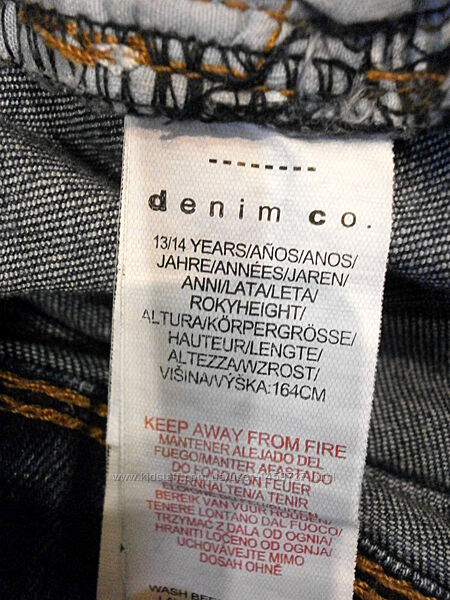 ---------
denim co.
13/14 YEARS/AÑOS/ANOS/
JAHRE/ANNÉES/JAREN/
ANNI/LATA/LETA/
ROKYHEIGHT/
ALTURA/KÖRPERGRÖSSE/
HAUTEUR/LENGTE/
ALTEZZA/WZROST/
VIŠINA/VÝŠKA:164CM
KEEP AWAY FROM FIRE
MANTENER ALEJADO DEL
FUEGO/MANTER AFASTADO
DO FOGO/VON FEUER
BEREIK VAN
TENERE LONTANO DAL FUOCO/
TRZYMAĆ Z DALA OD OGNIA/
HRANITI LOČENO OD OGNJA/
UCHOVÁVEJTE MIMO
DOSAH OHNĚ
WASH